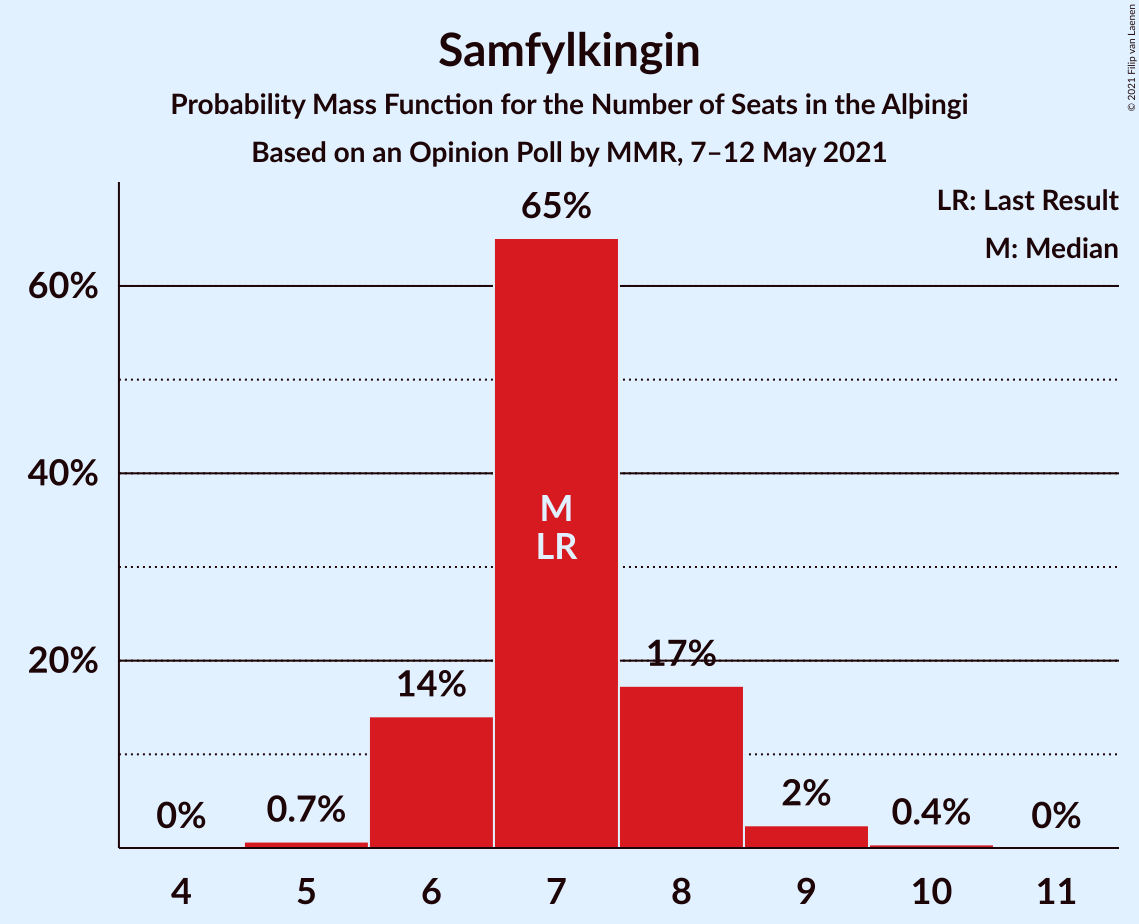 Samfylkingin
Probability Mass Function for the Number of Seats in the Alþingi
Based on an Opinion Poll by MMR, 7–12 May 2021
© 2021 Filip van Laenen
LR: Last Result
M: Median
65%
60%
40%
M
LR
20%
17%
14%
0%
0.7%
2%
0.4%
0%
4 5 6 7 8 9 10 11